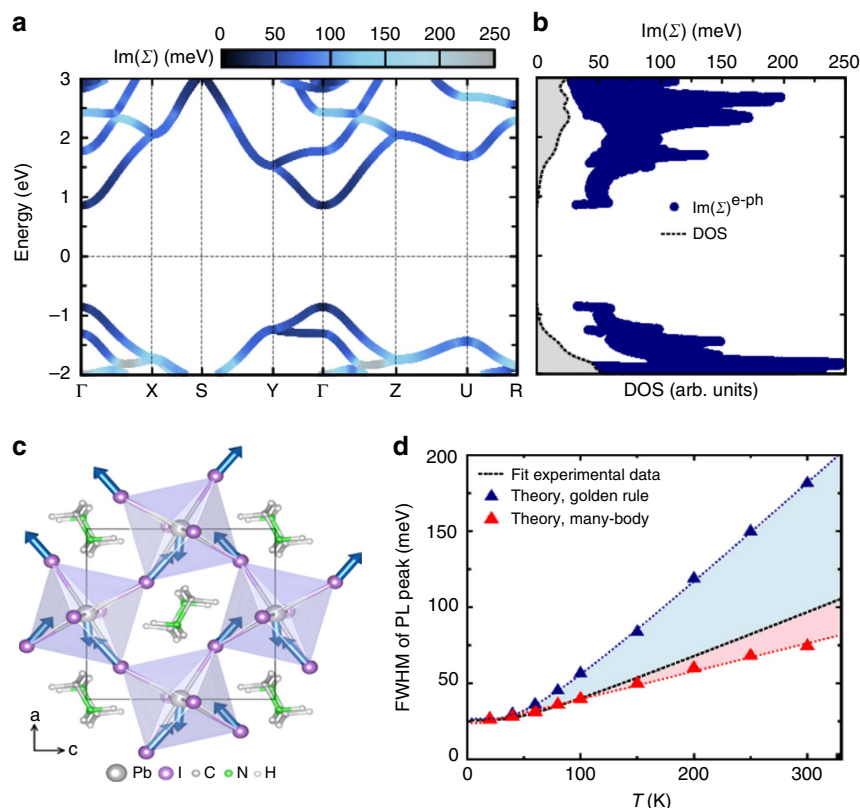 a
Im(Σ) (meV)
0 50 100 150 200 250
Energy (eV)
3
2
1
0
−1
−2
Γ X S Y Γ Z U R
b
Im(Σ) (meV)
0 50 100 150 200 250
Im(Σ)e-ph
DOS
DOS (arb. units)
c
a
c
Pb I C N H
d
FWHM of PL peak (meV)
200
150
100
50
0
Fit experimental data
Theory, golden rule
Theory, many-body
0 100 200 300
T (K)